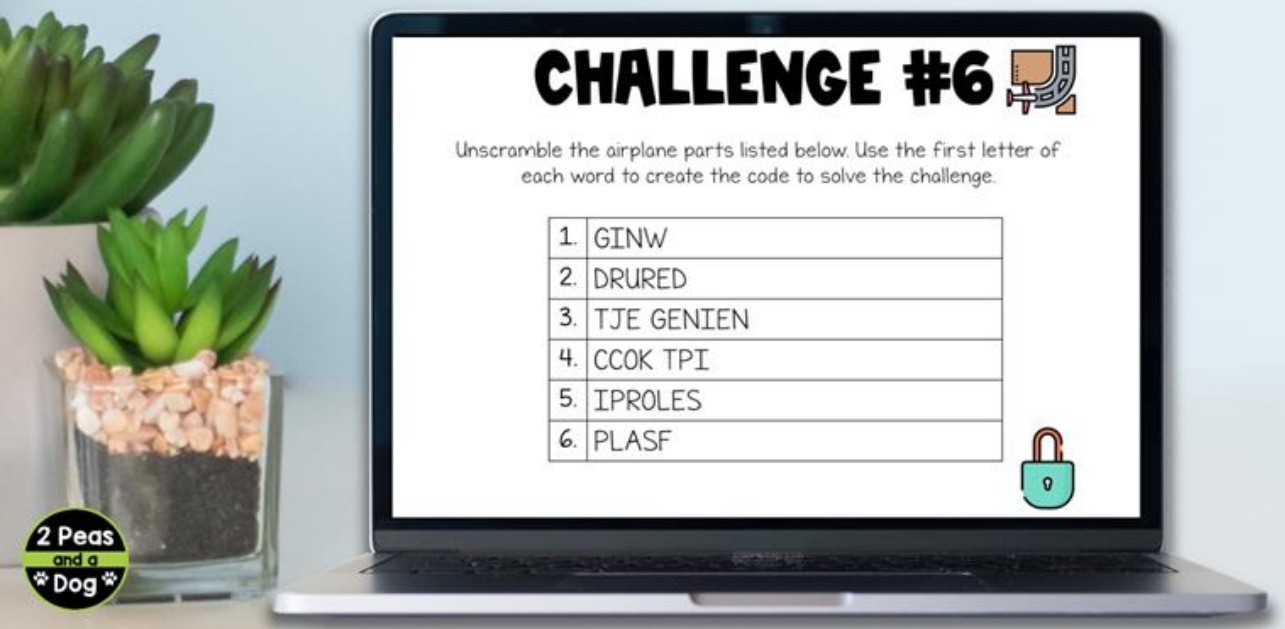 CHALLENGE #6
Unscramble the airplane parts listed below. Use the first letter of
each word to create the code to solve the challenge.
1. GINW
2. DRURED
3. TJE GENIEN
4. CCOK TPI
5. IPROLES
6. PLASF
2 Peas
and a
Dog